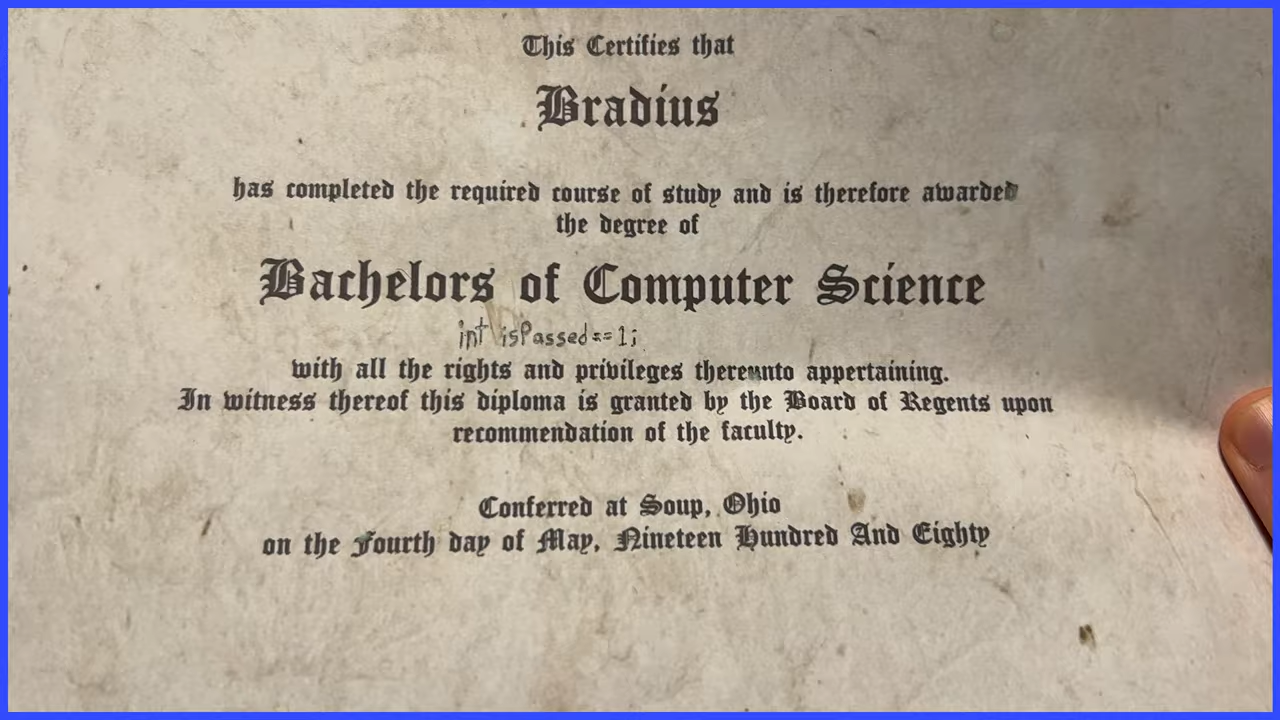 This Certifies that
Bradius
has completed the required course of study and is therefore awarded
the degree of
Bachelors of Computer Science
int isPassed==1;
with all the rights and privileges thereunto appertaining.
In witness thereof this diploma is granted by the Board of Regents upon
recommendation of the faculty.
Conferred at Soup, Ohio
on the Fourth day of May, Nineteen Hundred And Eighty